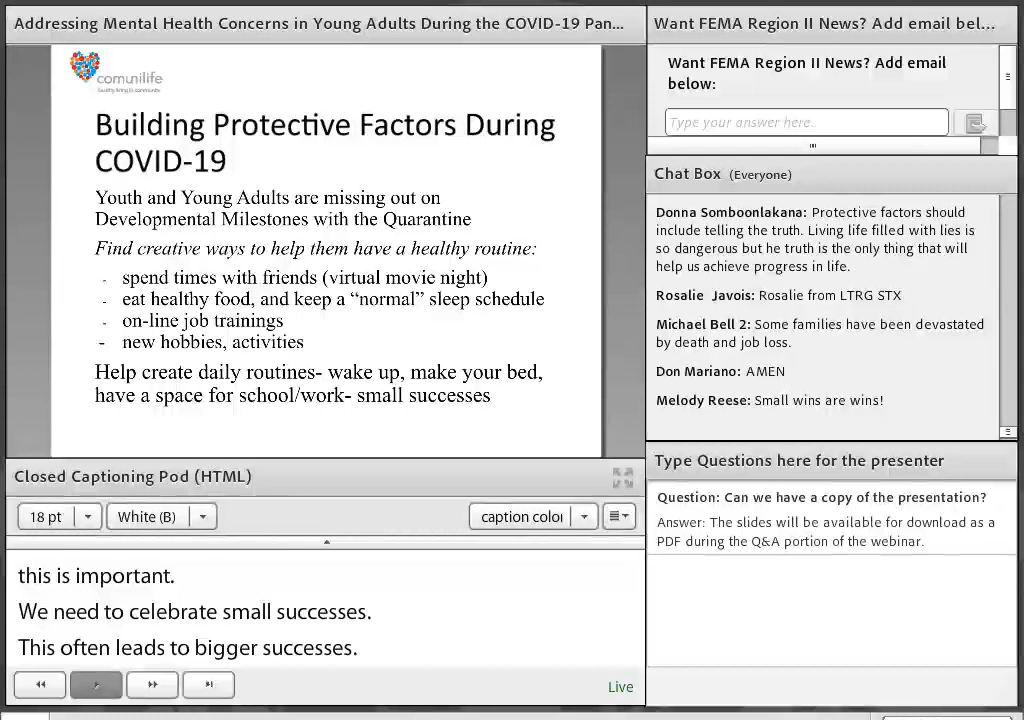 Addressing Mental Health Concerns in Young Adults During the COVID-19 Pan...
comunilife
Building Protective Factors During
COVID-19
Youth and Young Adults are missing out on
Developmental Milestones with the Quarantine
Find creative ways to help them have a healthy routine:
- spend times with friends (virtual movie night)
- eat healthy food, and keep a “normal” sleep schedule
- on-line job trainings
- new hobbies, activities
Help create daily routines- wake up, make your bed,
have a space for school/work- small successes
Closed Captioning Pod (HTML)
18 pt
White (B)
caption color
this is important.
We need to celebrate small successes.
This often leads to bigger successes.
Live
Want FEMA Region II News? Add email bel...
Want FEMA Region II News? Add email
below:
Type your answer here.
Chat Box (Everyone)
Donna Somboonlakana: Protective factors should
include telling the truth. Living life filled with lies is
so dangerous but he truth is the only thing that will
help us achieve progress in life.
Rosalie Javois: Rosalie from LTRG STX
Michael Bell 2: Some families have been devastated
by death and job loss.
Don Mariano: AMEN
Melody Reese: Small wins are wins!
Type Questions here for the presenter
Question: Can we have a copy of the presentation?
Answer: The slides will be available for download as a
PDF during the Q&A portion of the webinar.